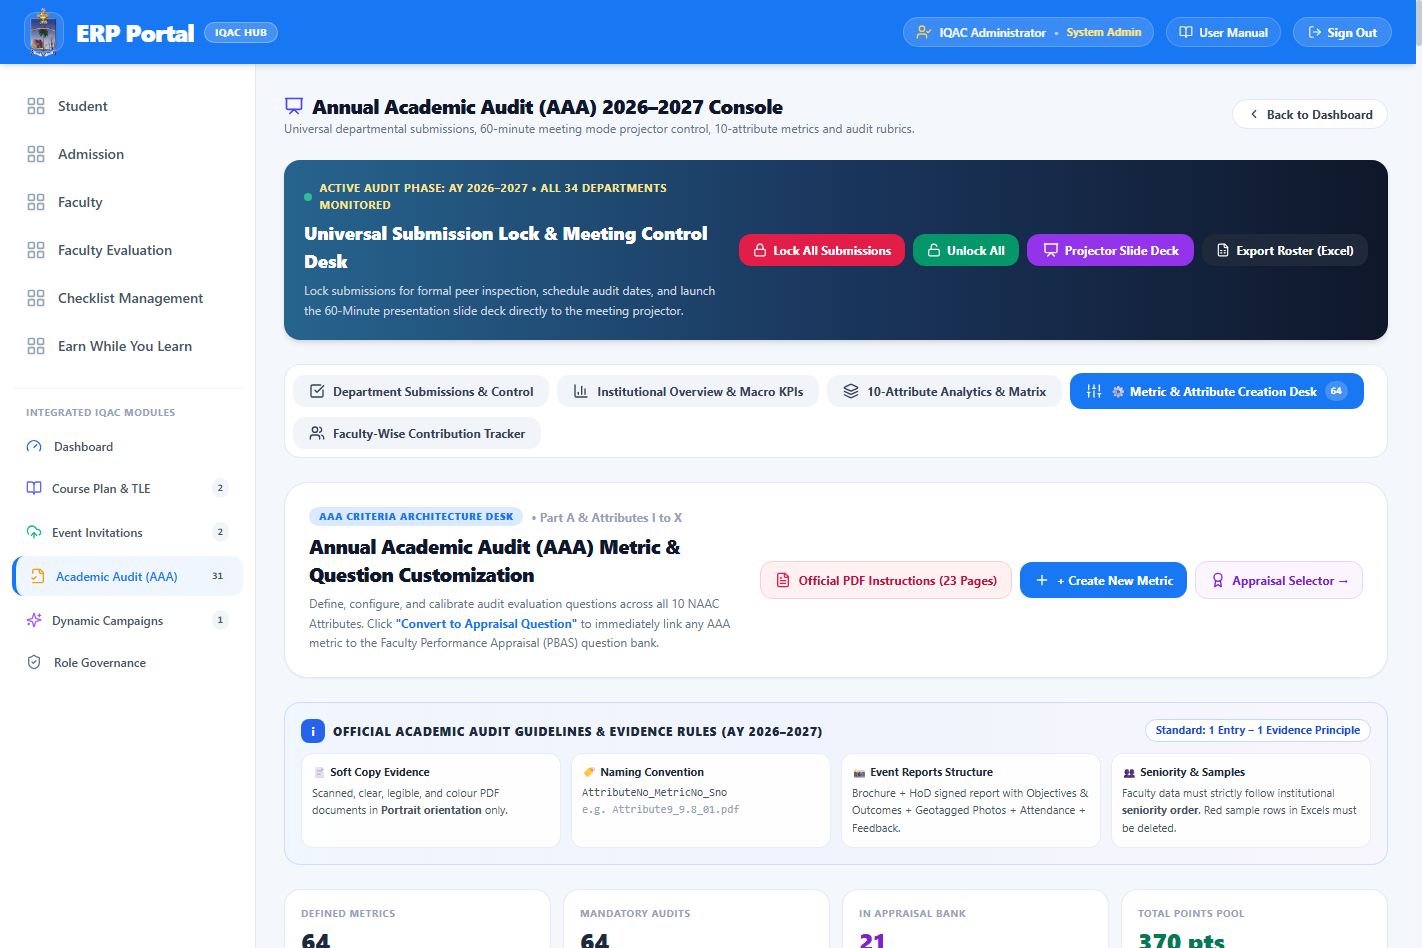 ERP Portal
IQAC HUB
IQAC Administrator • System Admin
User Manual
Sign Out
Student
Admission
Faculty
Faculty Evaluation
Checklist Management
Earn While You Learn
INTEGRATED IQAC MODULES
Dashboard
Course Plan & TLE 2
Event Invitations 2
Academic Audit (AAA) 31
Dynamic Campaigns 1
Role Governance
Annual Academic Audit (AAA) 2026–2027 Console
Universal departmental submissions, 60-minute meeting mode projector control, 10-attribute metrics and audit rubrics.
Back to Dashboard
ACTIVE AUDIT PHASE: AY 2026–2027 • ALL 34 DEPARTMENTS
MONITORED
Universal Submission Lock & Meeting Control
Desk
Lock submissions for formal peer inspection, schedule audit dates, and launch
the 60-Minute presentation slide deck directly to the meeting projector.
Lock All Submissions
Unlock All
Projector Slide Deck
Export Roster (Excel)
Department Submissions & Control
Institutional Overview & Macro KPIs
10-Attribute Analytics & Matrix
Metric & Attribute Creation Desk 64
Faculty-Wise Contribution Tracker
AAA CRITERIA ARCHITECTURE DESK • Part A & Attributes I to X
Annual Academic Audit (AAA) Metric &
Question Customization
Define, configure, and calibrate audit evaluation questions across all 10 NAAC
Attributes. Click "Convert to Appraisal Question" to immediately link any AAA
metric to the Faculty Performance Appraisal (PBAS) question bank.
Official PDF Instructions (23 Pages)
+ Create New Metric
Appraisal Selector →
i
OFFICIAL ACADEMIC AUDIT GUIDELINES & EVIDENCE RULES (AY 2026–2027)
Standard: 1 Entry – 1 Evidence Principle
Soft Copy Evidence
Scanned, clear, legible, and colour PDF
documents in Portrait orientation only.
Naming Convention
AttributeNo_MetricNo_Sno
e.g. Attribute9_9.8_01.pdf
Event Reports Structure
Brochure + HoD signed report with Objectives &
Outcomes + Geotagged Photos + Attendance +
Feedback.
Seniority & Samples
Faculty data must strictly follow institutional
seniority order. Red sample rows in Excels must
be deleted.
DEFINED METRICS
64
MANDATORY AUDITS
64
IN APPRAISAL BANK
21
TOTAL POINTS POOL
370 pts